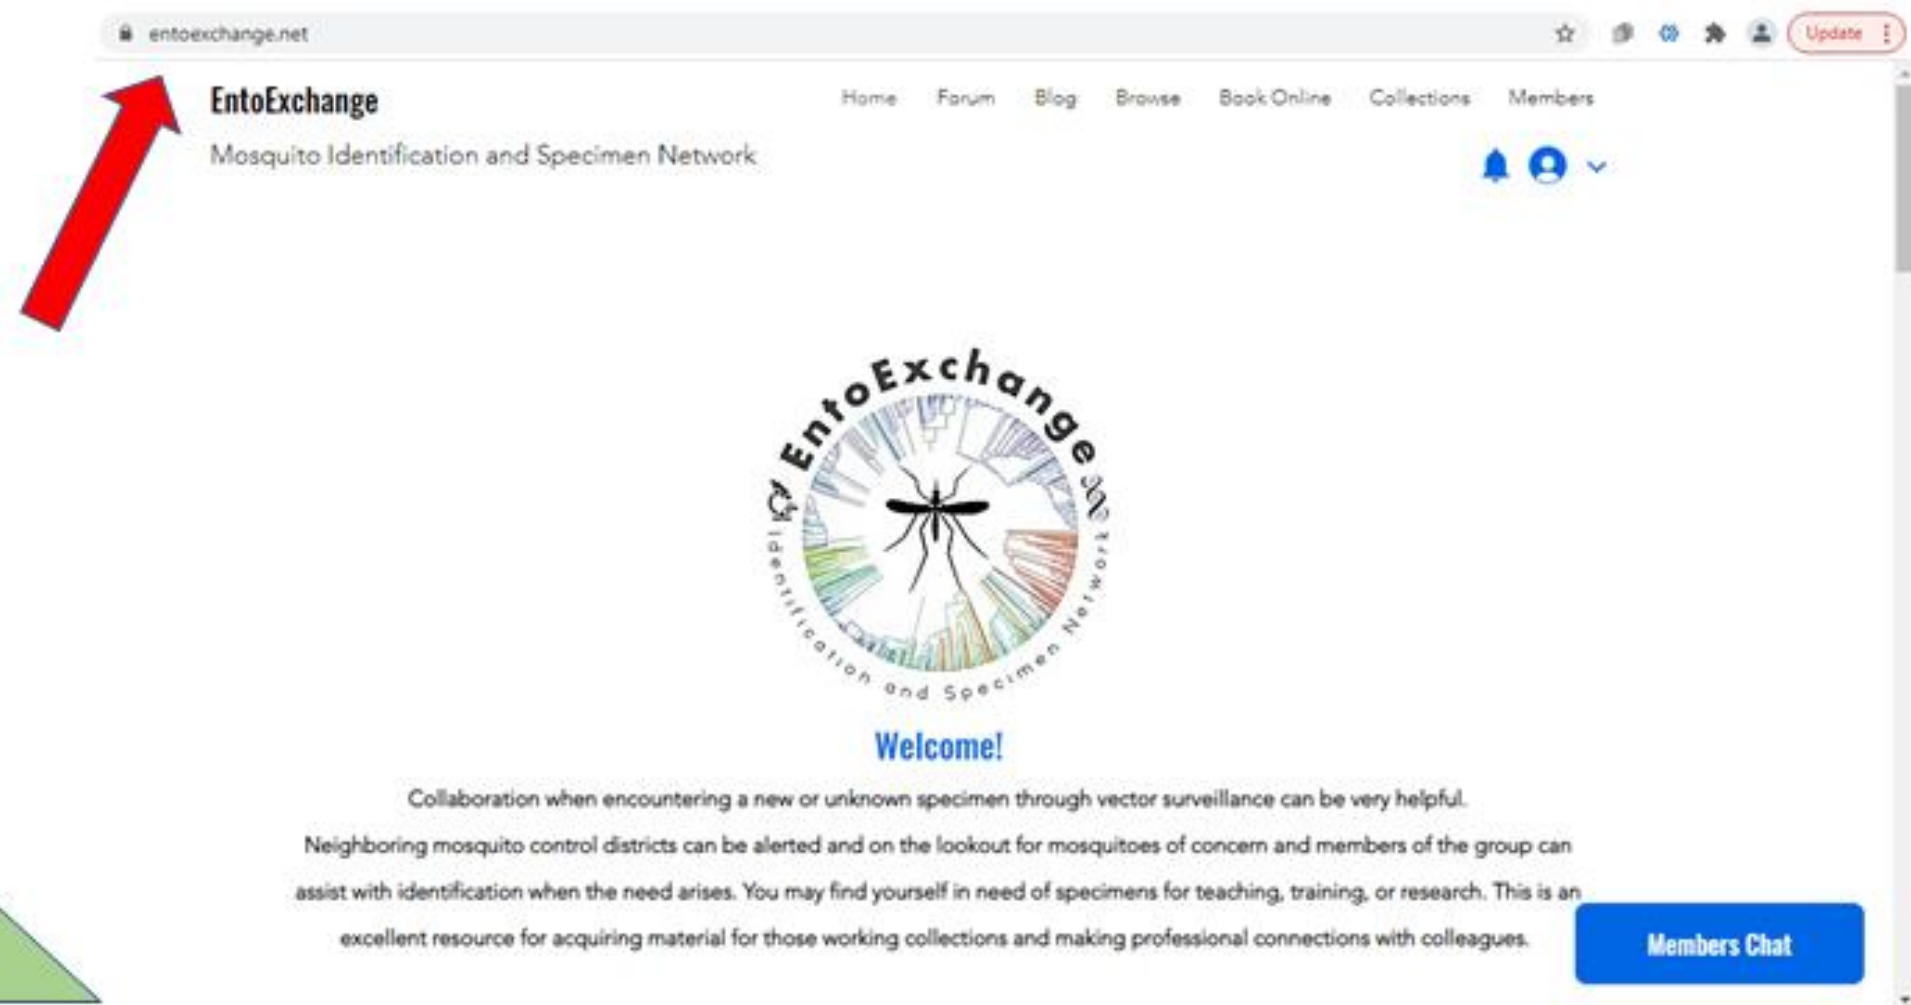 entoexchange.net
Update
EntoExchange
Home Forum Blog Browse Book Online Collections Members
Mosquito Identification and Specimen Network
EntoExchange
Identification and Specimen Network
Welcome!
Collaboration when encountering a new or unknown specimen through vector surveillance can be very helpful.
Neighboring mosquito control districts can be alerted and on the lookout for mosquitoes of concern and members of the group can
assist with identification when the need arises. You may find yourself in need of specimens for teaching, training, or research. This is an
excellent resource for acquiring material for those working collections and making professional connections with colleagues.
Members Chat